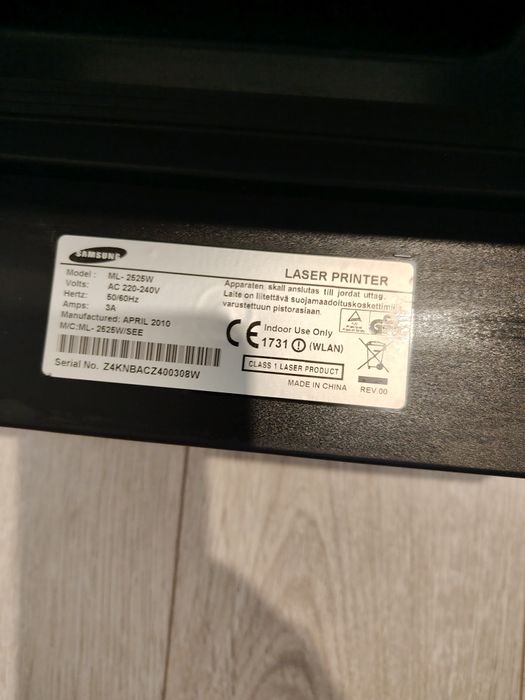 SAMSUNG
LASER PRINTER
Model : ML- 2525W
Volts: AC 220-240V
Hertz: 50/60Hz
Amps: 3A
Manufactured: APRIL 2010
M/C:ML- 2525W/SEE
Serial No. Z4KNBACZ400308W
Apparaten skall anslutas till jordat uttag.
Laite on liitettävä suojamaadoituskoskettimilla
varustettuun pistorasiaan.
CE Indoor Use Only
1731 (WLAN)
CLASS 1 LASER PRODUCT
MADE IN CHINA
REV.00